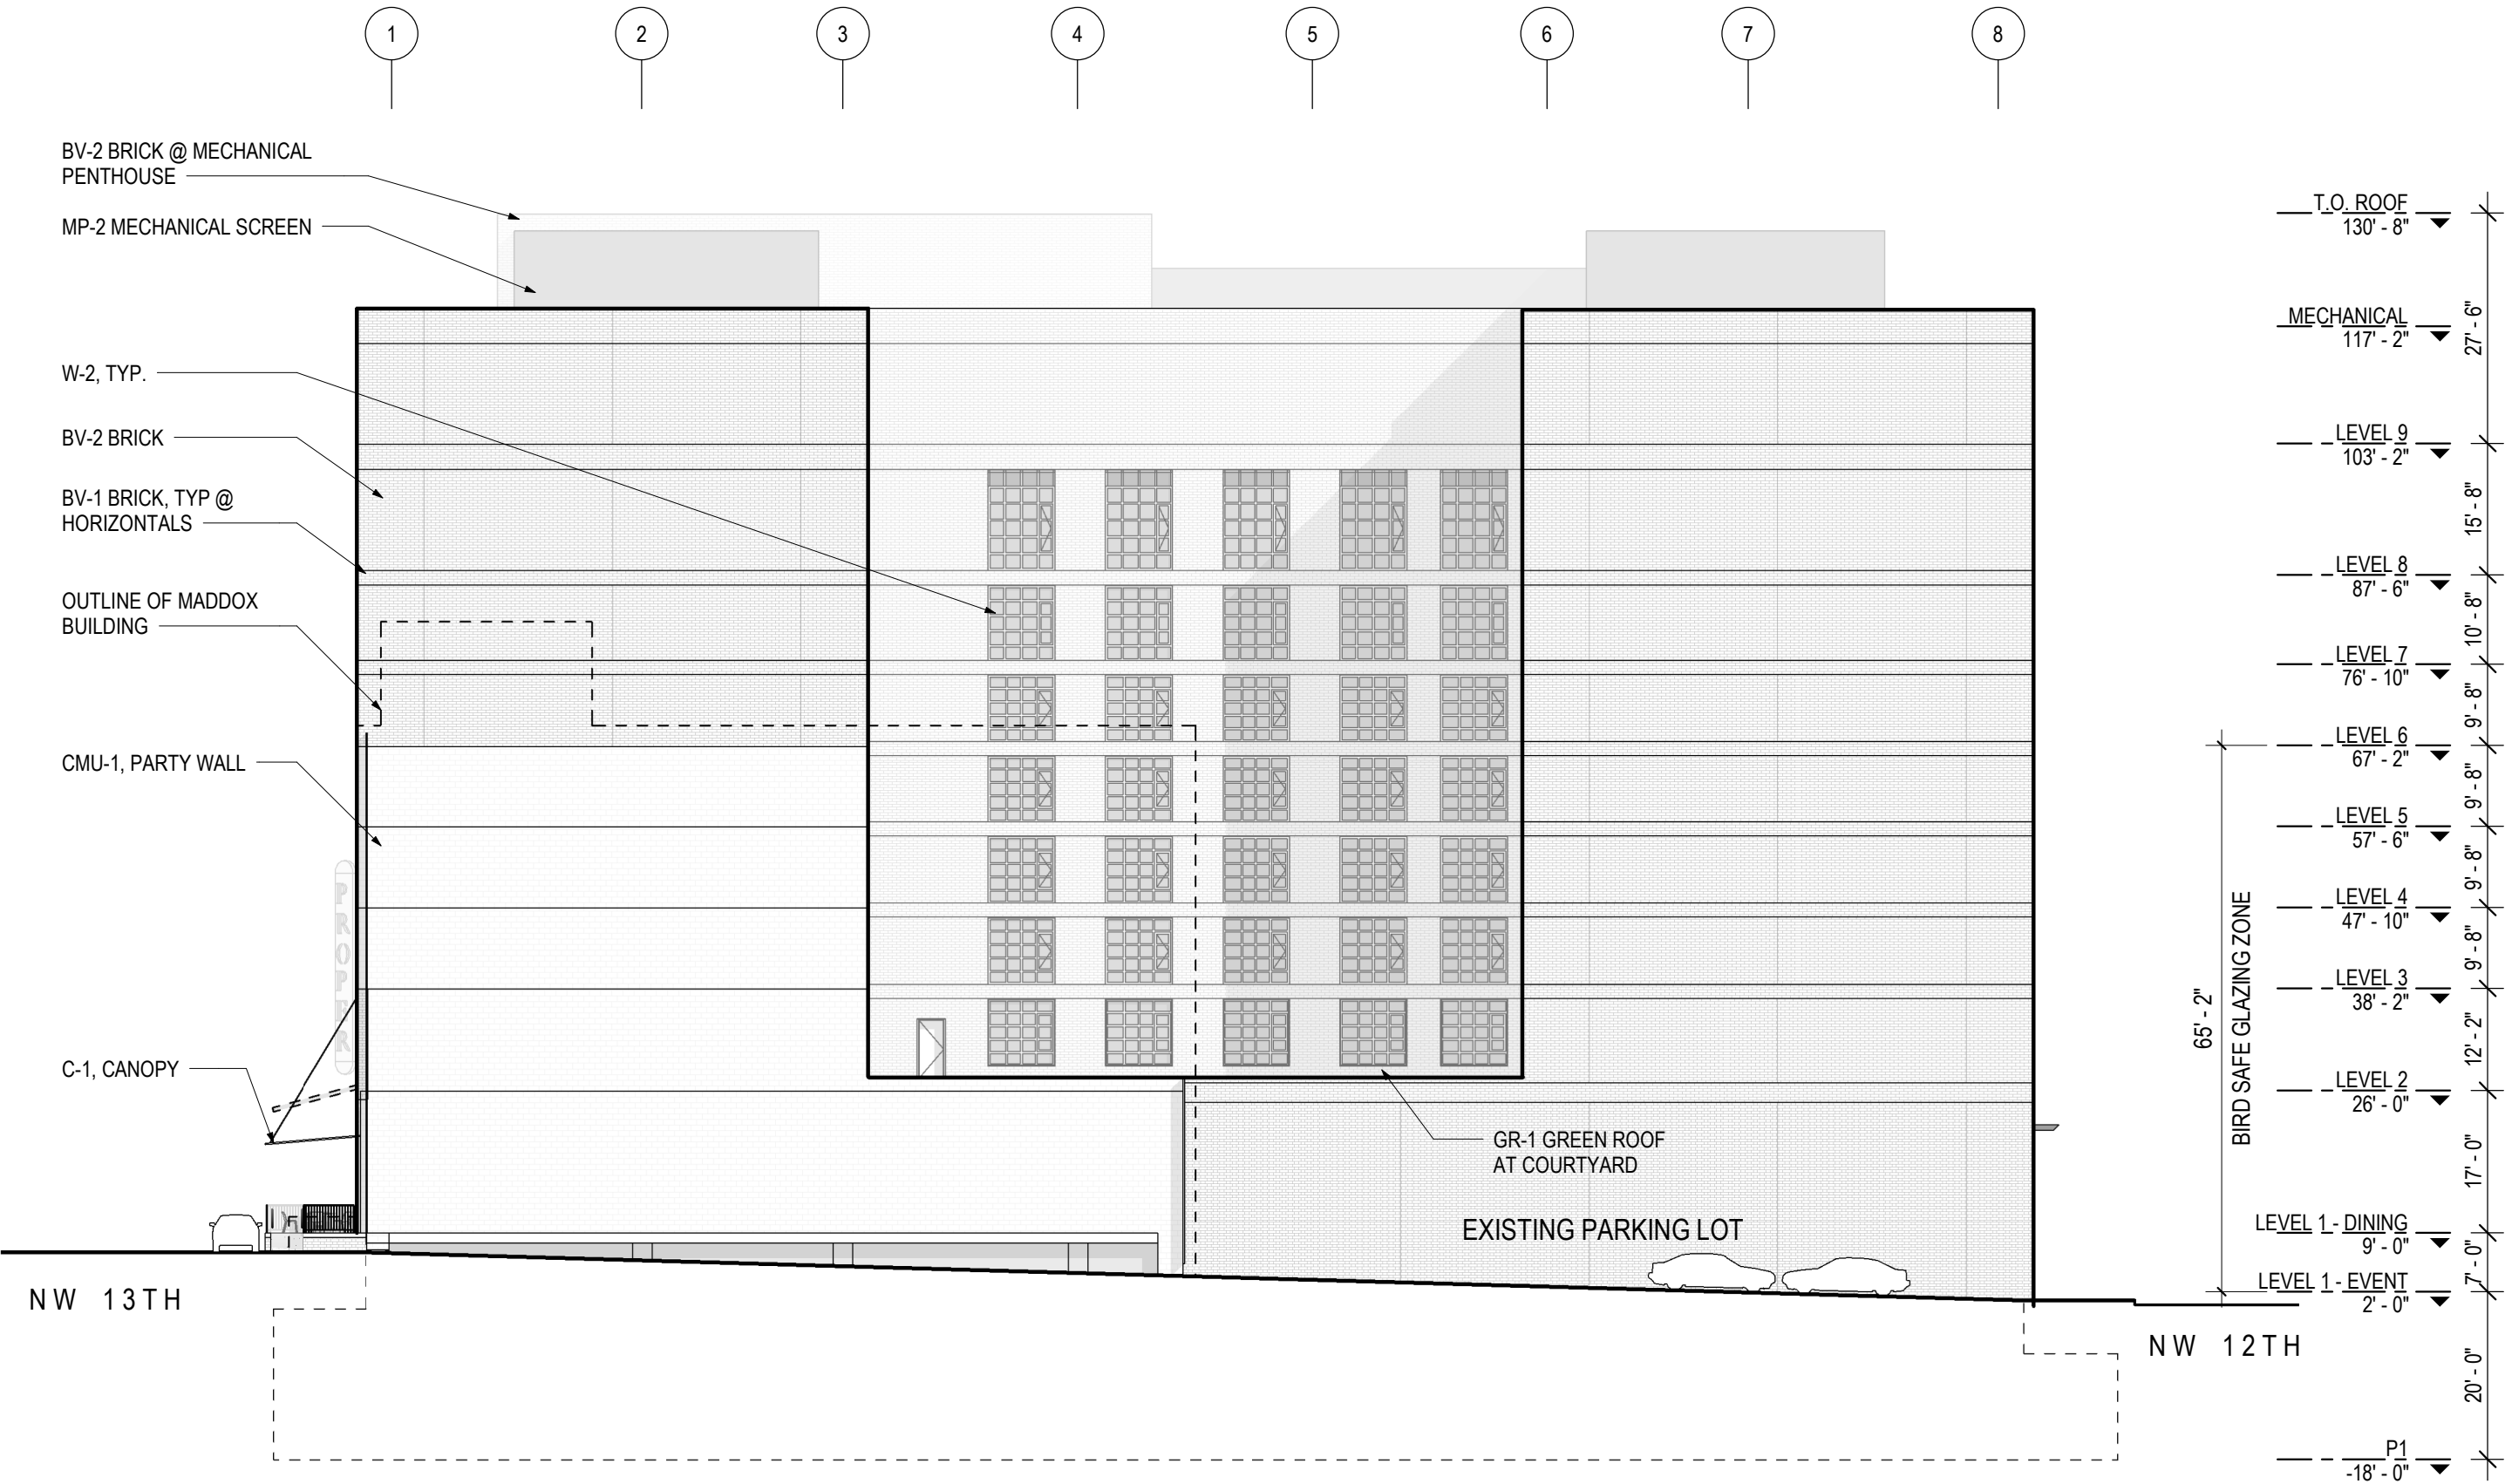 1 2 3 4 5 6 7 8
BV-2 BRICK @ MECHANICAL
PENTHOUSE
MP-2 MECHANICAL SCREEN
W-2, TYP.
BV-2 BRICK
BV-1 BRICK, TYP @
HORIZONTALS
OUTLINE OF MADDOX
BUILDING
CMU-1, PARTY WALL
PROPER
C-1, CANOPY
GR-1 GREEN ROOF
AT COURTYARD
EXISTING PARKING LOT
NW 13TH
NW 12TH
65' - 2"
BIRD SAFE GLAZING ZONE
T.O. ROOF
130' - 8"
27' - 6"
MECHANICAL
117' - 2"
LEVEL 9
103' - 2"
15' - 8"
LEVEL 8
87' - 6"
10' - 8"
LEVEL 7
76' - 10"
9' - 8"
LEVEL 6
67' - 2"
9' - 8"
LEVEL 5
57' - 6"
9' - 8"
LEVEL 4
47' - 10"
9' - 8"
LEVEL 3
38' - 2"
12' - 2"
LEVEL 2
26' - 0"
17' - 0"
LEVEL 1 - DINING
9' - 0"
7' - 0"
LEVEL 1 - EVENT
2' - 0"
20' - 0"
P1
-18' - 0"